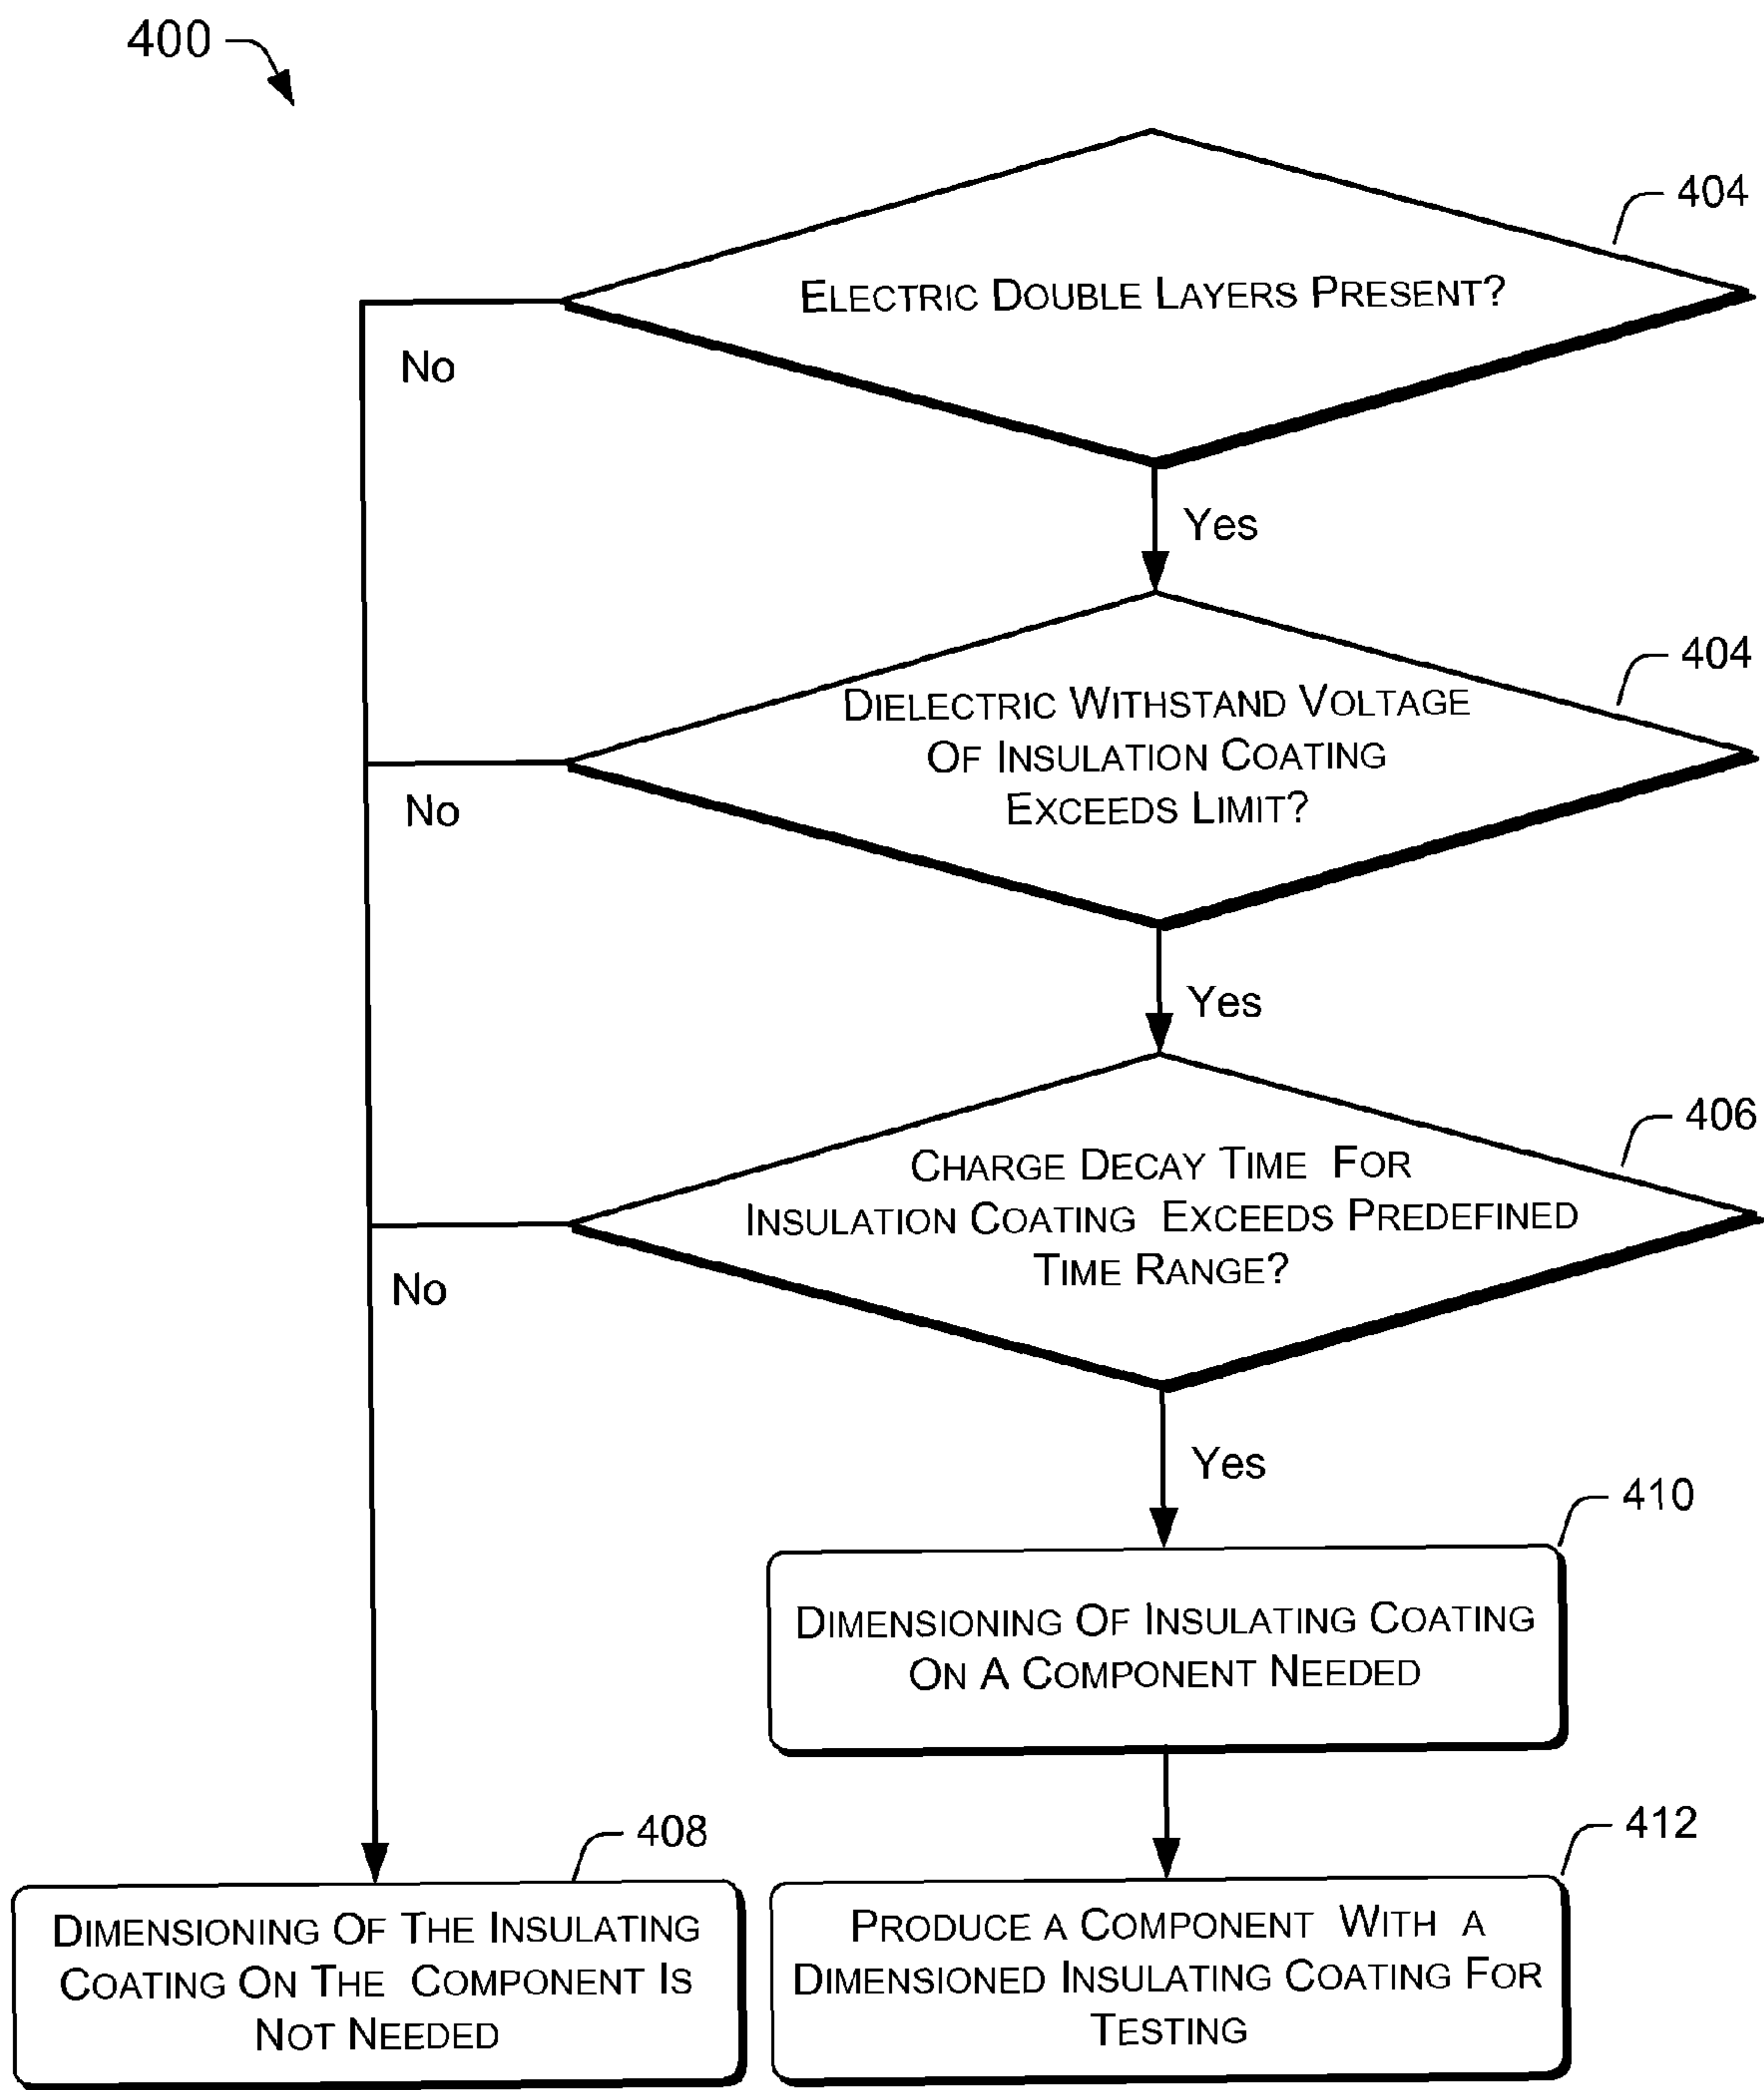 400
404
ELECTRIC DOUBLE LAYERS PRESENT?
No
Yes
404
DIELECTRIC WITHSTAND VOLTAGE
OF INSULATION COATING
EXCEEDS LIMIT?
No
Yes
406
CHARGE DECAY TIME FOR
INSULATION COATING EXCEEDS PREDEFINED
TIME RANGE?
No
Yes
410
DIMENSIONING OF INSULATING COATING
ON A COMPONENT NEEDED
408
DIMENSIONING OF THE INSULATING
COATING ON THE COMPONENT IS
NOT NEEDED
412
PRODUCE A COMPONENT WITH A
DIMENSIONED INSULATING COATING FOR
TESTING